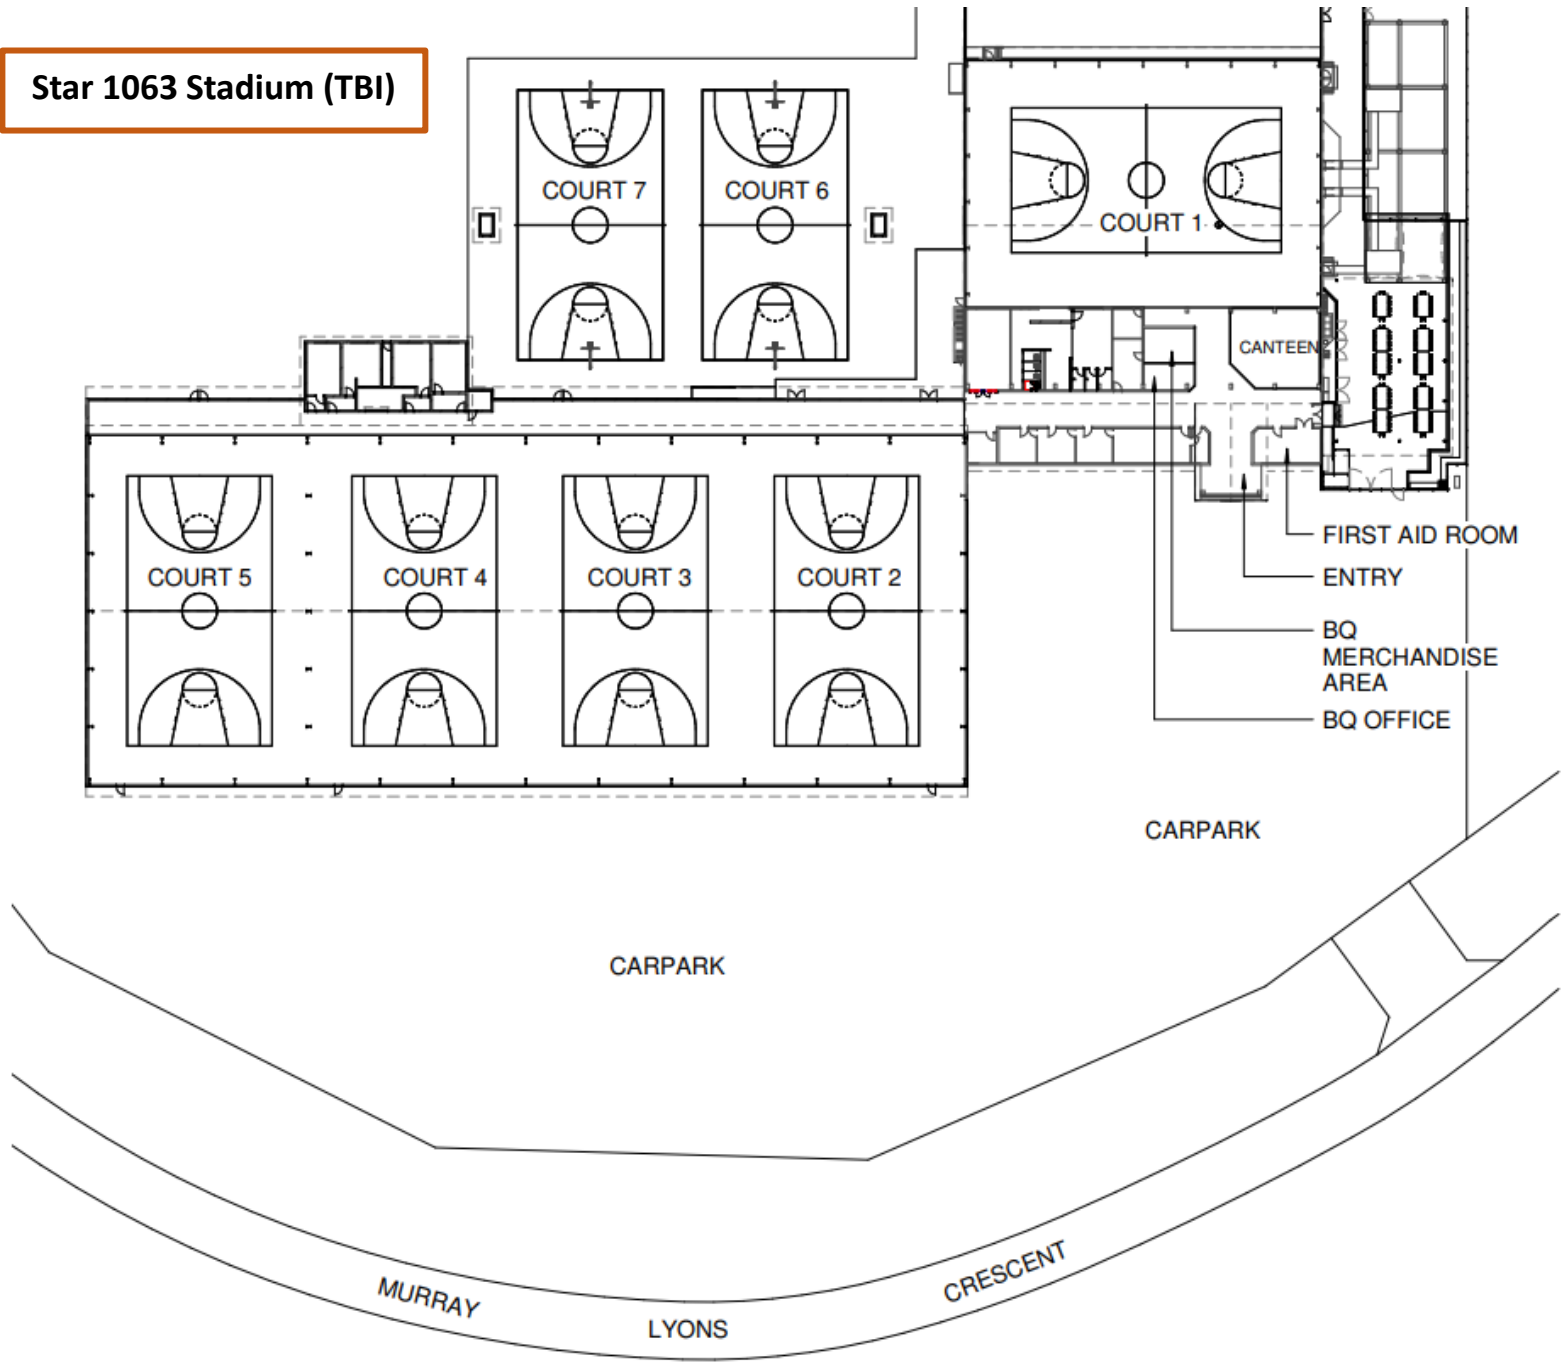 Star 1063 Stadium (TBI)
COURT 7
COURT 6
COURT 1
CANTEEN
COURT 5
COURT 4
COURT 3
COURT 2
FIRST AID ROOM
ENTRY
BQ
MERCHANDISE
AREA
BQ OFFICE
CARPARK
CARPARK
MURRAY
LYONS
CRESCENT